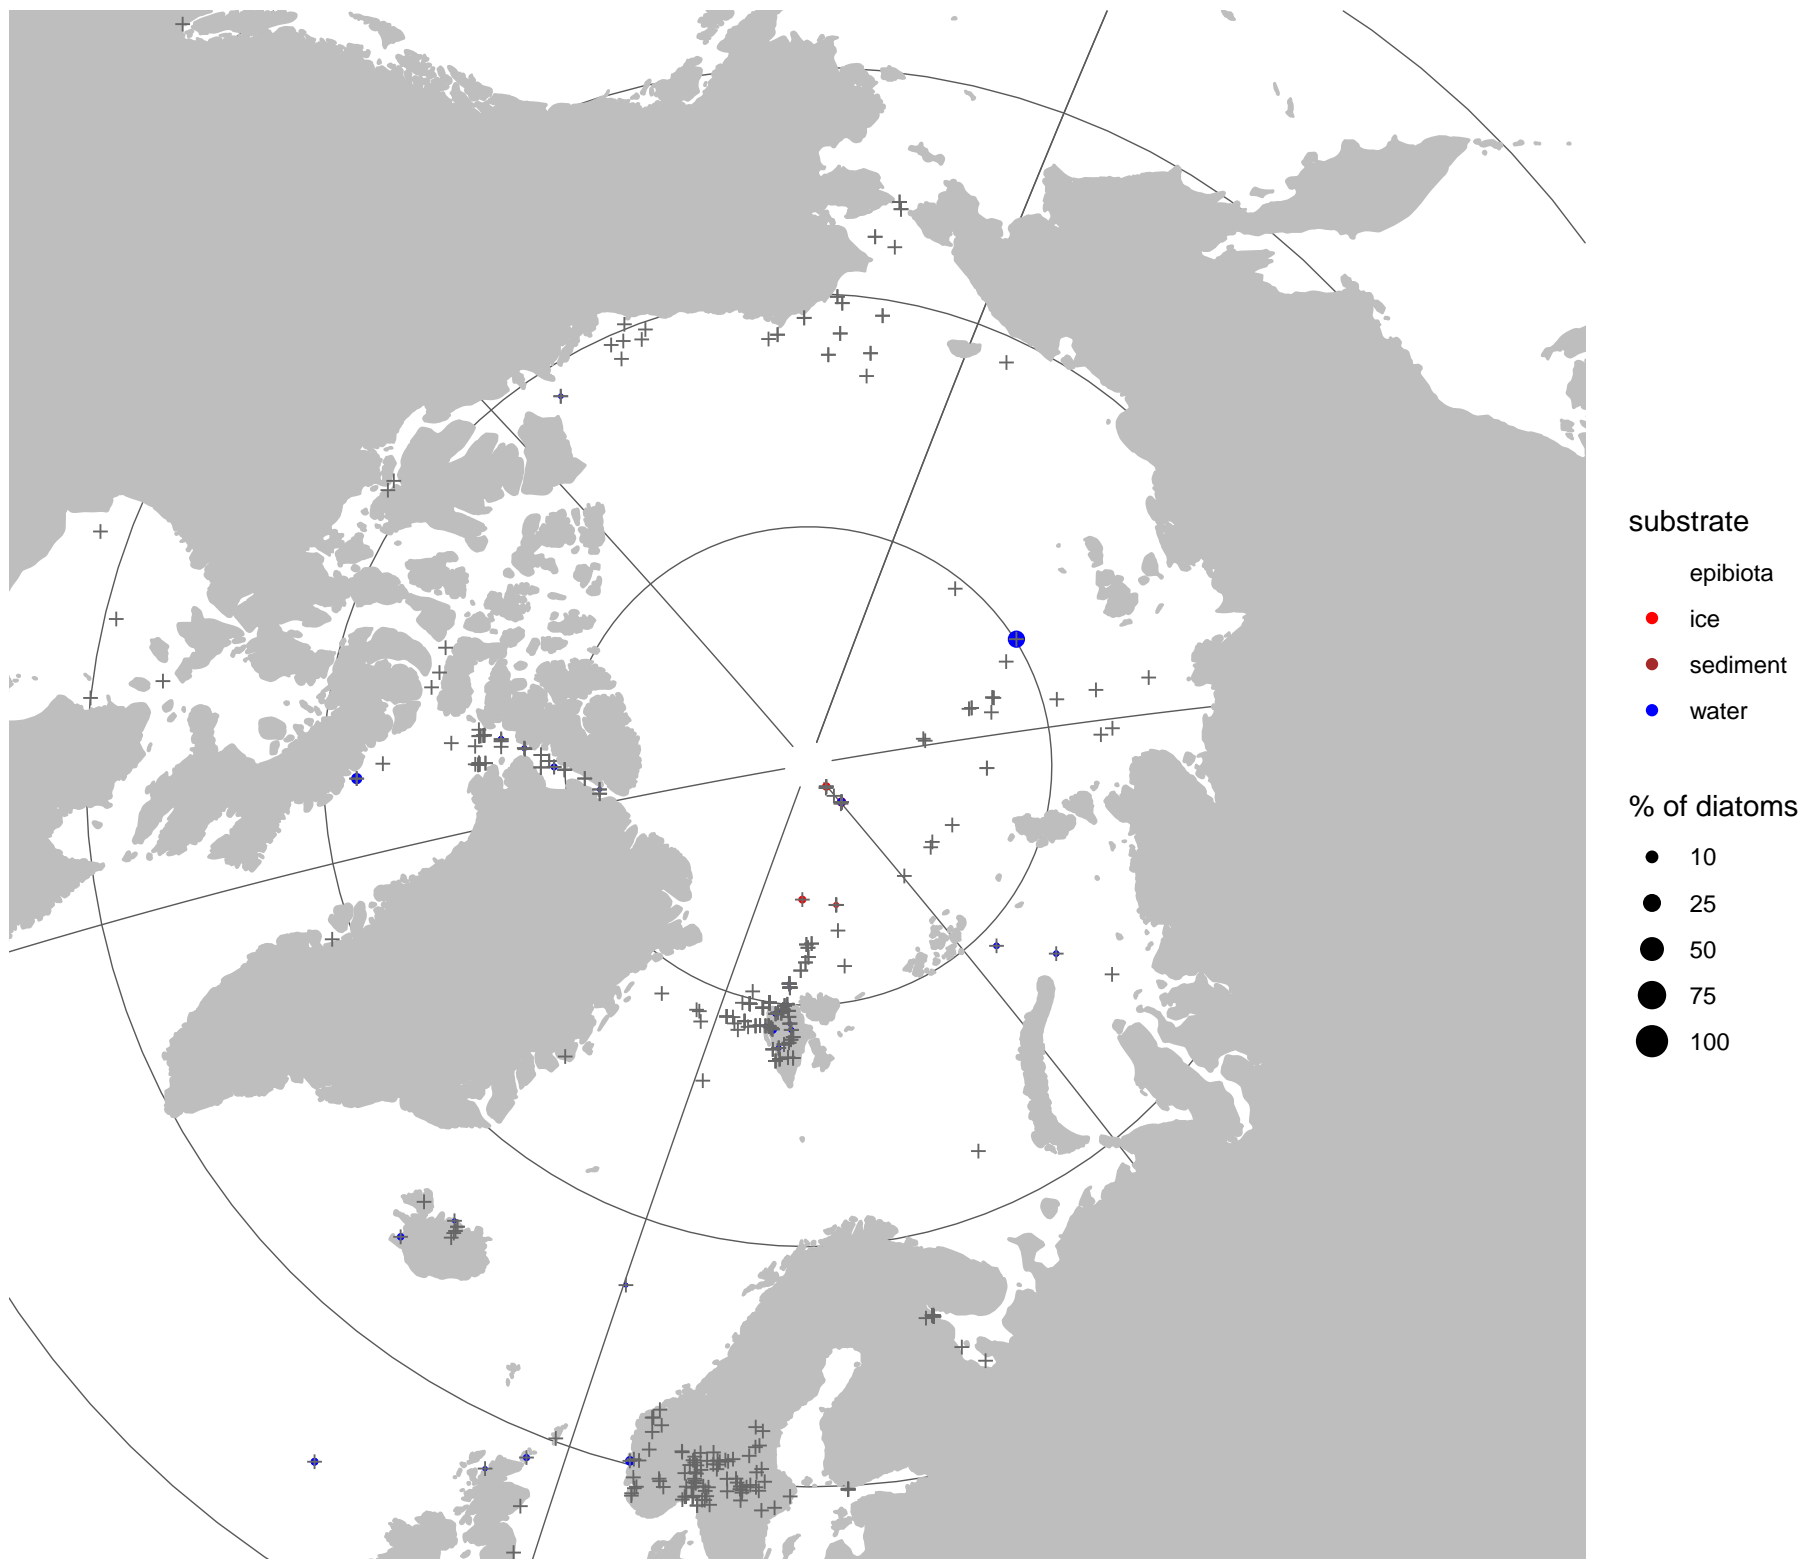 substrate
epibiota
ice
sediment
water
% of diatoms
10
25
50
75
100